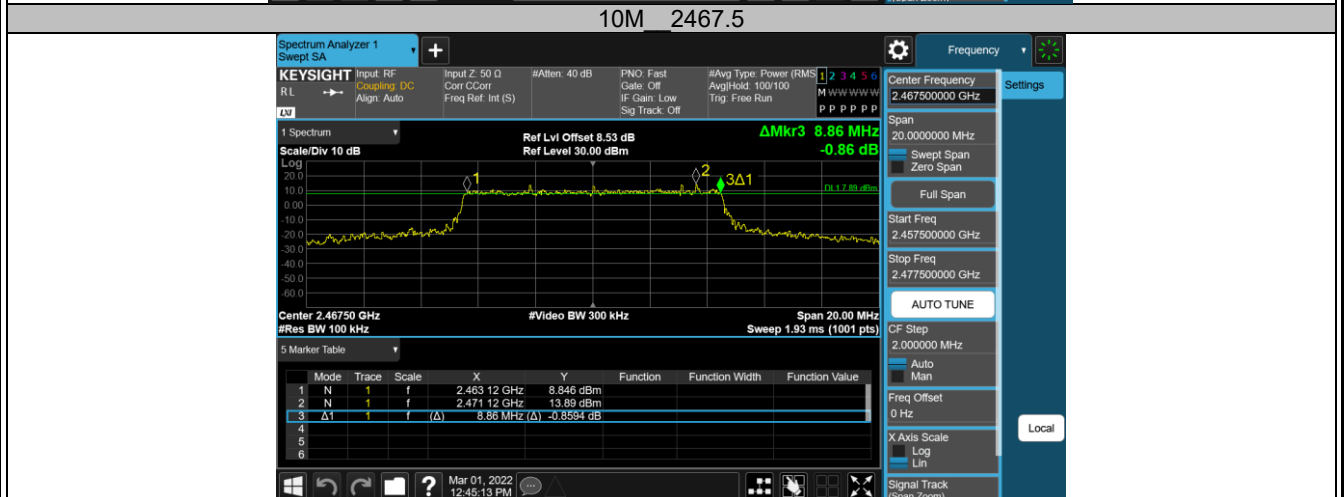 10M__2467.5
Spectrum Analyzer 1
Swept SA
+
Frequency
KEYSIGHT
RL
LXI
Input: RF
Coupling: DC
Align: Auto
Input Z: 50 Ω
Corr CCorr
Freq Ref: Int (S)
#Atten: 40 dB
PNO: Fast
Gate: Off
IF Gain: Low
Sig Track: Off
#Avg Type: Power (RMS
Avg|Hold: 100/100
Trig: Free Run
1 2 3 4 5 6
M W W W W W
P P P P P P
Center Frequency
2.467500000 GHz
Settings
Span
20.0000000 MHz
Swept Span
Zero Span
Full Span
Start Freq
2.457500000 GHz
Stop Freq
2.477500000 GHz
AUTO TUNE
CF Step
2.000000 MHz
Auto
Man
Freq Offset
0 Hz
X Axis Scale
Log
Lin
Signal Track
(Span Zoom)
Local
1 Spectrum
Scale/Div 10 dB
Ref Lvl Offset 8.53 dB
Ref Level 30.00 dBm
ΔMkr3 8.86 MHz
-0.86 dB
Log
20.0
10.0
0.00
-10.0
-20.0
-30.0
-40.0
-50.0
-60.0
1
2
3Δ1
DL1 7.89 dBm
Center 2.46750 GHz
#Video BW 300 kHz
Span 20.00 MHz
#Res BW 100 kHz
Sweep 1.93 ms (1001 pts)
5 Marker Table
Mode Trace Scale X Y Function Function Width Function Value
1 N 1 f 2.463 12 GHz 8.846 dBm
2 N 1 f 2.471 12 GHz 13.89 dBm
3 Δ1 1 f (Δ) 8.86 MHz (Δ) -0.8594 dB
4
5
6
?
Mar 01, 2022
12:45:13 PM